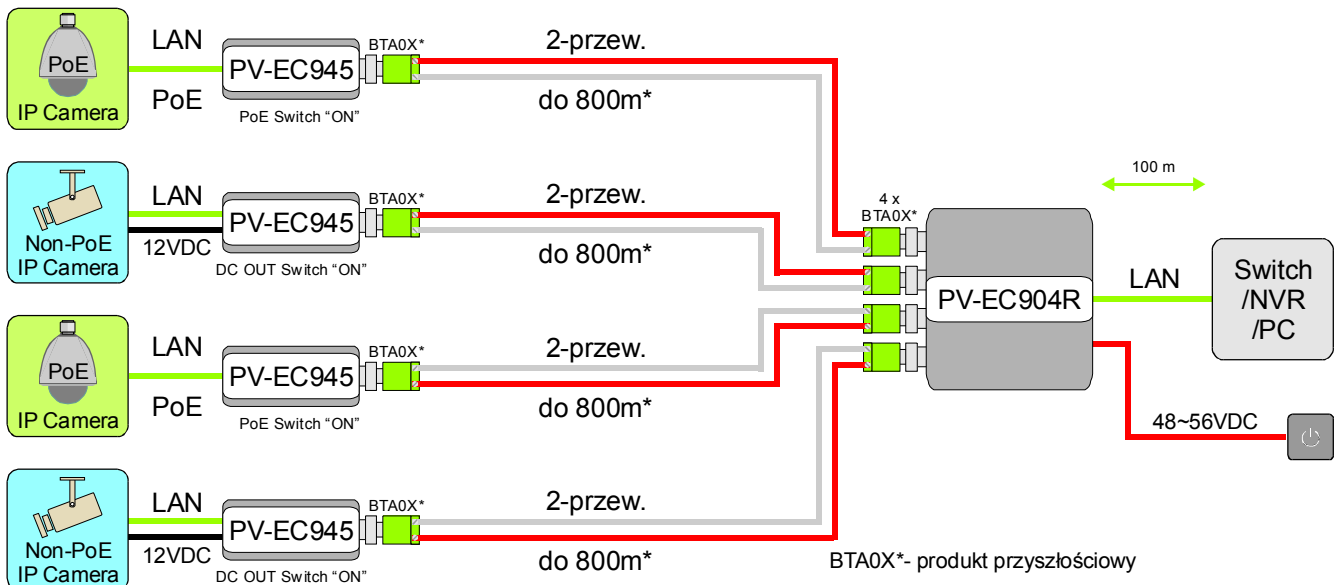 LAN
BTA0X*
2-przew.
PoE
PV-EC945
IP Camera
PoE
PoE Switch “ON”
do 800m*
LAN
BTA0X*
2-przew.
PV-EC945
Non-PoE
IP Camera
12VDC
DC OUT Switch “ON”
do 800m*
LAN
BTA0X*
2-przew.
PoE
PV-EC945
IP Camera
PoE
PoE Switch “ON”
do 800m*
LAN
BTA0X*
2-przew.
PV-EC945
Non-PoE
IP Camera
12VDC
DC OUT Switch “ON”
do 800m*
4 x
BTA0X*
PV-EC904R
100 m
LAN
Switch
/NVR
/PC
48~56VDC
BTA0X*- produkt przyszłościowy